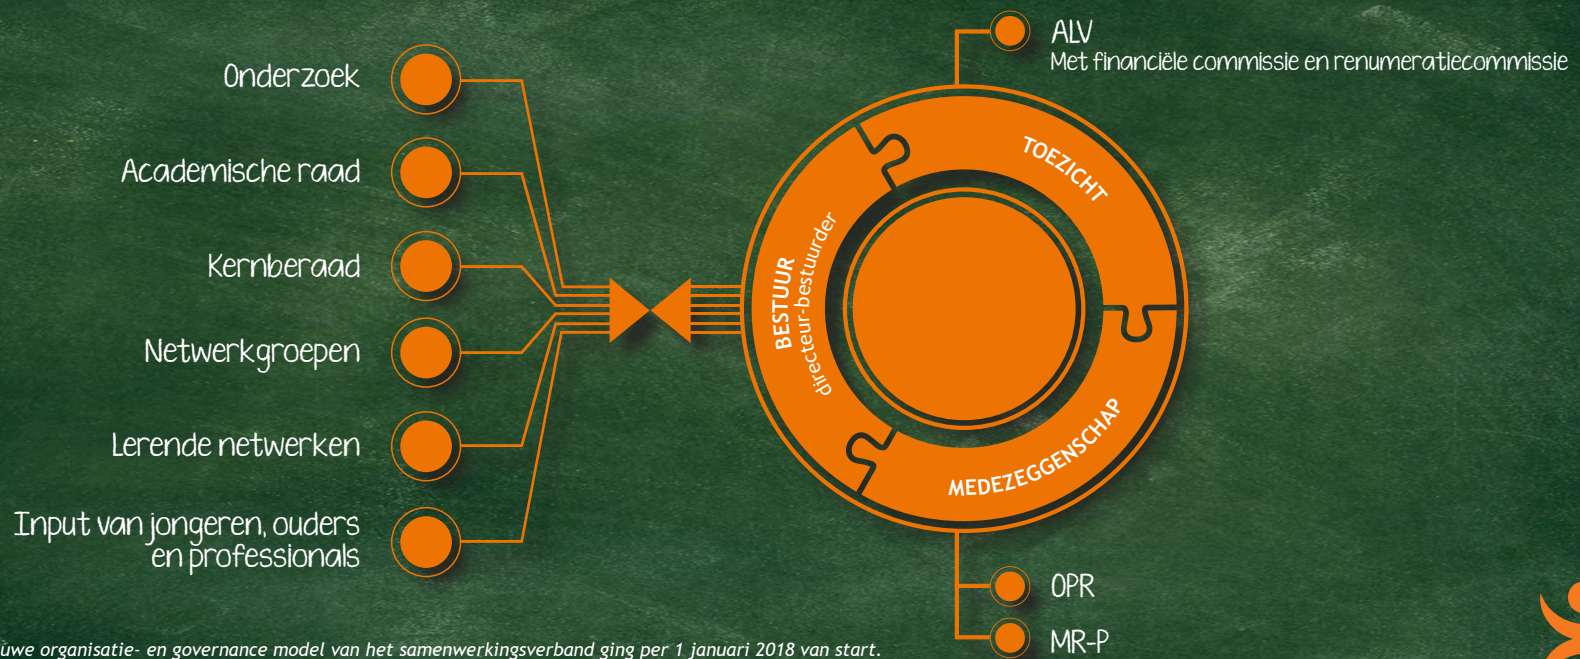 Onderzoek
Academische raad
Kernberaad
Netwerkgroepen
Lerende netwerken
Input van jongeren, ouders
en professionals
BESTUUR
directeur-bestuurder
TOEZICHT
MEDEZEGGENSCHAP
ALV
Met financiële commissie en renumeratiecommissie
OPR
MR-P
organisatie- en governance model van het samenwerkingsverband ging per 1 januari 2018 van start.